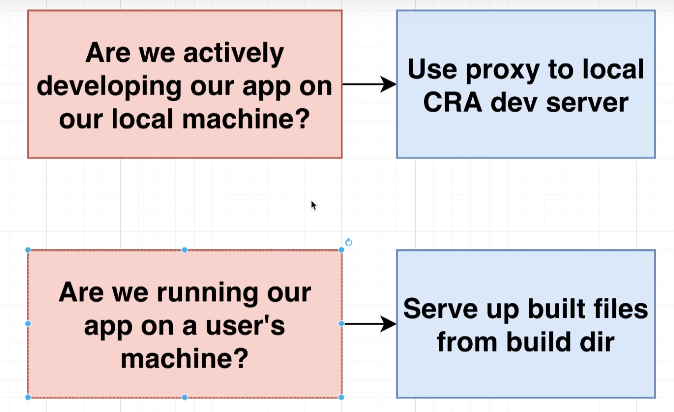 Are we actively
developing our app on
our local machine?
Use proxy to local
CRA dev server
Are we running our
app on a user's
machine?
Serve up built files
from build dir